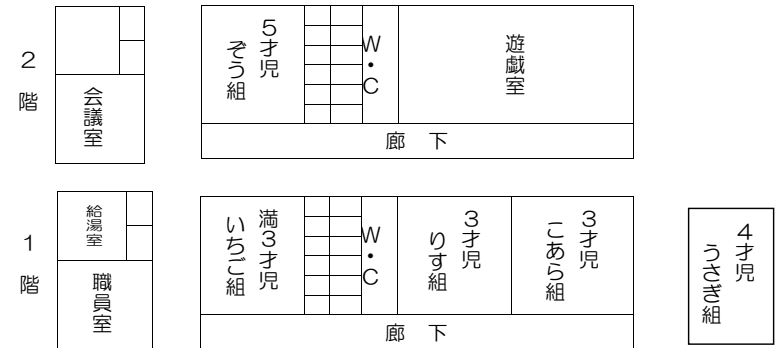 ２階
会議室
５才児
ぞう組
W・C
遊戯室
廊下
１階
給湯室
職員室
満３才児
いちご組
W・C
３才児
りす組
３才児
こあら組
廊下
４才児
うさぎ組